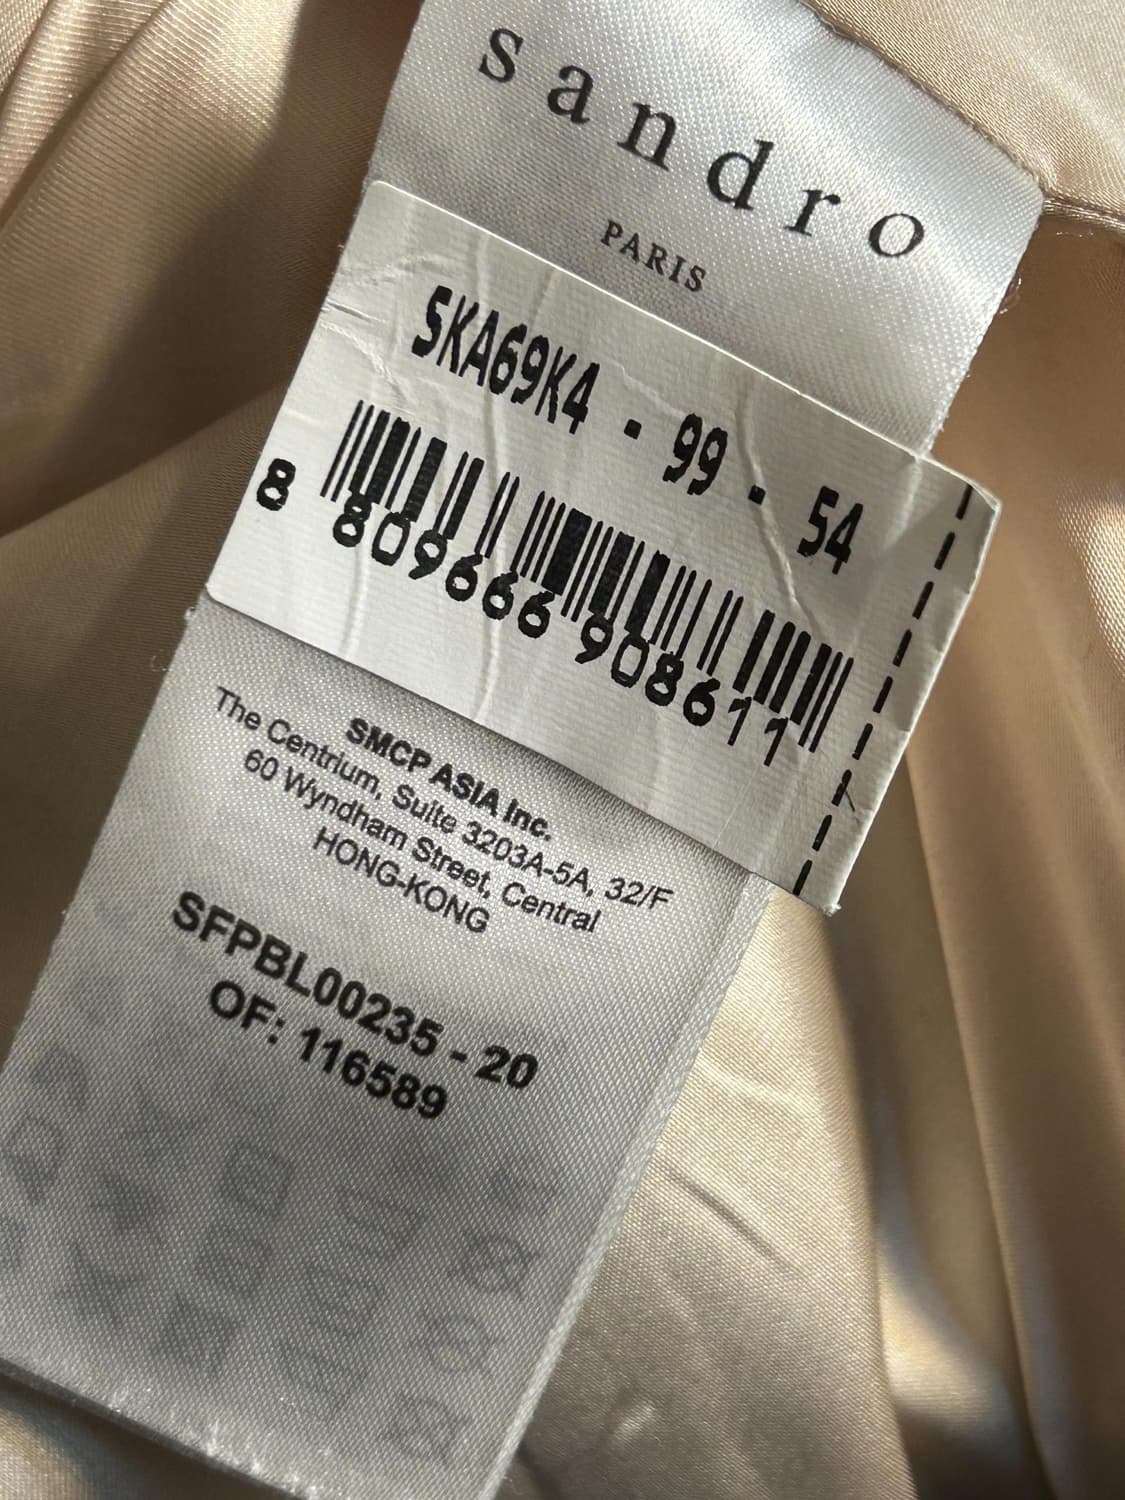 sandro
PARIS
SKA69K4 - 99 - 54
8 809666 908611
SMCP ASIA Inc.
The Centrium, Suite 3203A-5A, 32/F
60 Wyndham Street, Central
HONG-KONG
SFPBL00235 - 20
OF: 116589